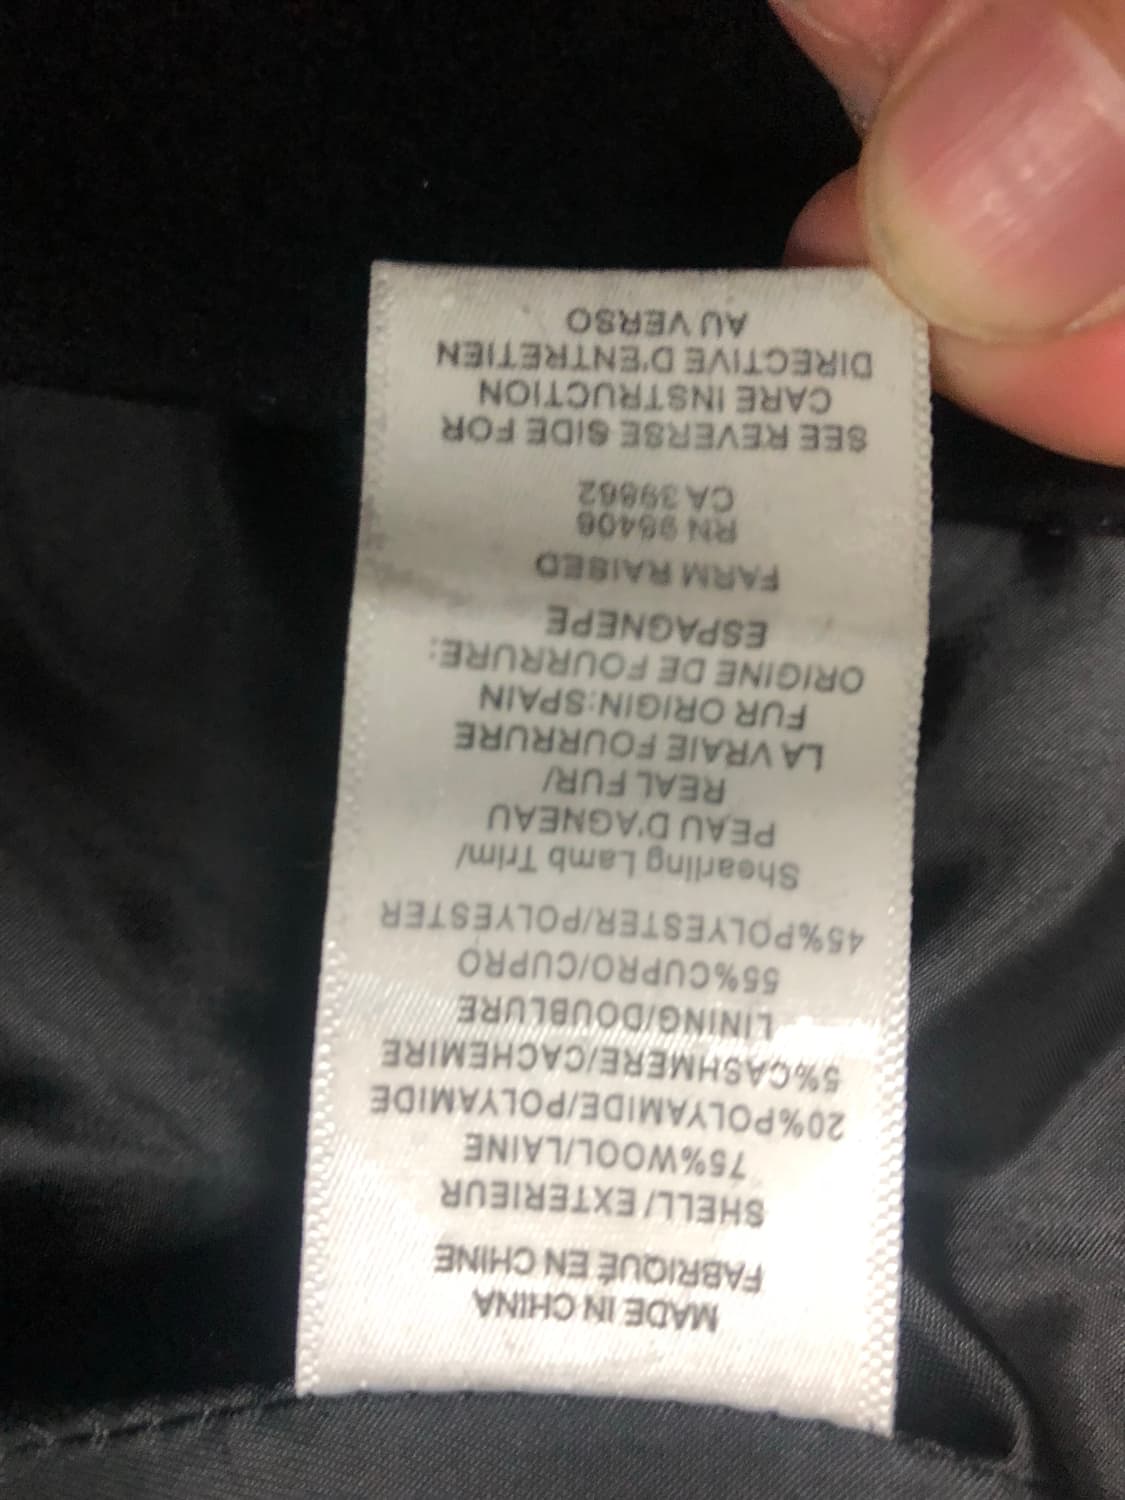 MADE IN CHINA
FABRIQUÉ EN CHINE
SHELL/EXTERIEUR
75%WOOL/LAINE
20%POLYAMIDE/POLYAMIDE
5%CASHMERE/CACHEMIRE
LINING/DOUBLURE
55%CUPRO/CUPRO
45%POLYESTER/POLYESTER
Shearling Lamb Trim/
PEAU D'AGNEAU
REAL FUR/
LA VRAIE FOURRURE
FUR ORIGIN:SPAIN
ORIGINE DE FOURRURE:
ESPAGNEPE
FARM RAISED
RN 96406
CA 39862
SEE REVERSE SIDE FOR
CARE INSTRUCTION
DIRECTIVE D'ENTRETIEN
AU VERSO